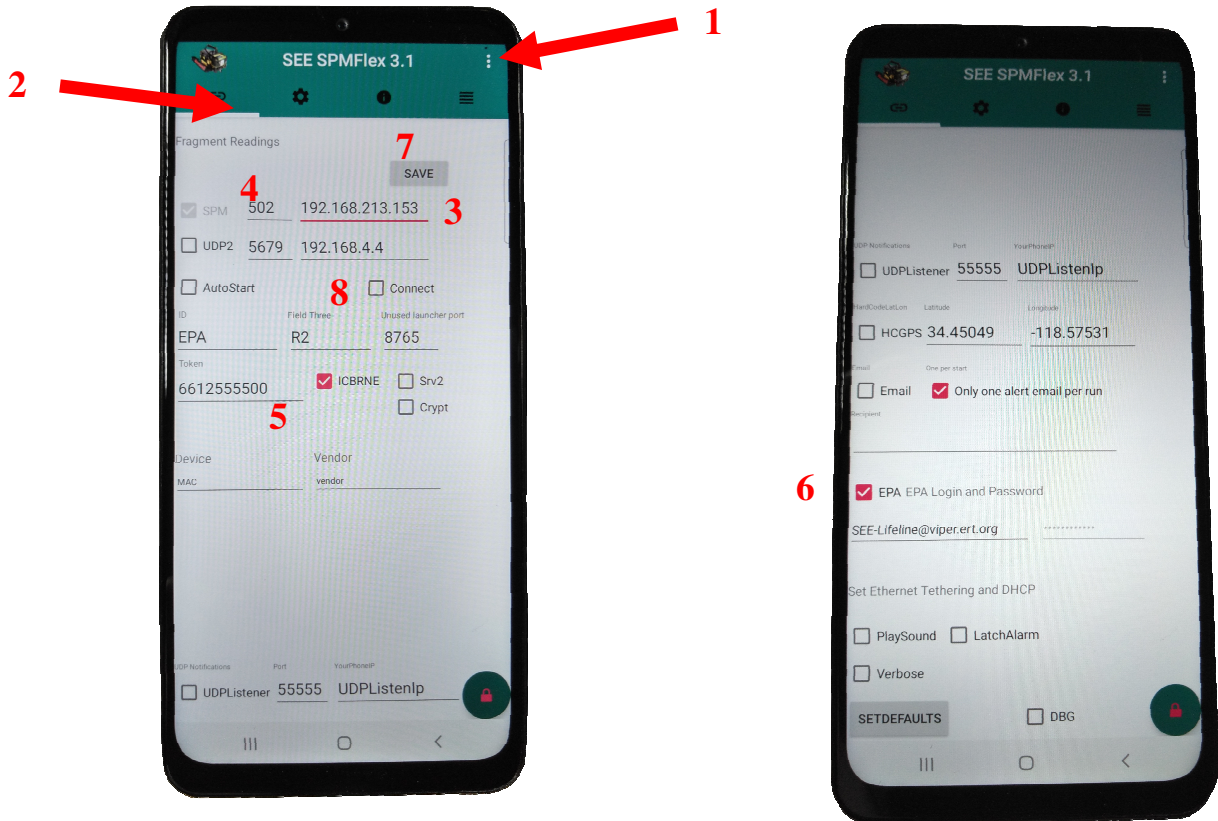 1
2
SEE SPMFlex 3.1
Fragment Readings
7
SAVE
4
SPM 502 192.168.213.153
3
UDP2 5679 192.168.4.4
AutoStart Connect
8
ID Field Three Unused launcher port
EPA R2 8765
Token
6612555500 ICBRNE Srv2
5
Crypt
Device Vendor
MAC vendor
UDP Notifications Port YourPhoneIP
UDPListener 55555 UDPListenIp
SEE SPMFlex 3.1
UDP Notifications Port YourPhoneIP
UDPListener 55555 UDPListenIp
HardCodeLatLon Latitude Longitude
HCGPS 34.45049 -118.57531
Email One per start
Email Only one alert email per run
Recipient
6
EPA EPA Login and Password
SEE-Lifeline@viper.ert.org ············
Set Ethernet Tethering and DHCP
PlaySound LatchAlarm
Verbose
SETDEFAULTS DBG